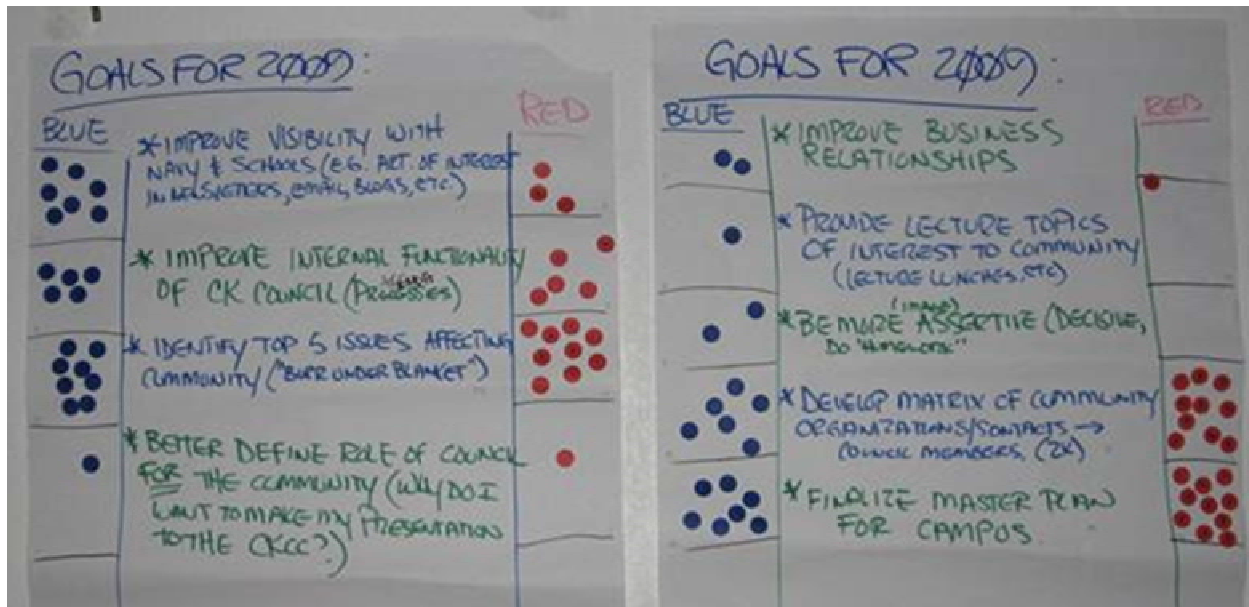 GOALS FOR 2009:
BLUE
RED
* IMPROVE VISIBILITY WITH
NAVY & SCHOOLS (E.G. ART. OF INTEREST
IN NEWSLETTERS, EMAIL, BLOGS, ETC.)
* IMPROVE INTERNAL FUNCTIONALITY
OF CK COUNCIL (PROCESSES)
* IDENTIFY TOP 5 ISSUES AFFECTING
COMMUNITY ("BURR UNDER BLANKET")
* BETTER DEFINE ROLE OF COUNCIL
FOR THE COMMUNITY (WHY DO I
WANT TO MAKE MY PRESENTATION
TO THE CKCC?)
GOALS FOR 2009:
BLUE
RED
* IMPROVE BUSINESS
RELATIONSHIPS
* PROVIDE LECTURE TOPICS
OF INTEREST TO COMMUNITY
(LECTURE LUNCHES, ETC)
(IMAGE)
* BE MORE ASSERTIVE (DECISIVE,
DO "HOMEWORK"
* DEVELOP MATRIX OF COMMUNITY
ORGANIZATIONS/CONTACTS →
COUNCIL MEMBERS, (2X)
* FINALIZE MASTER PLAN
FOR CAMPUS